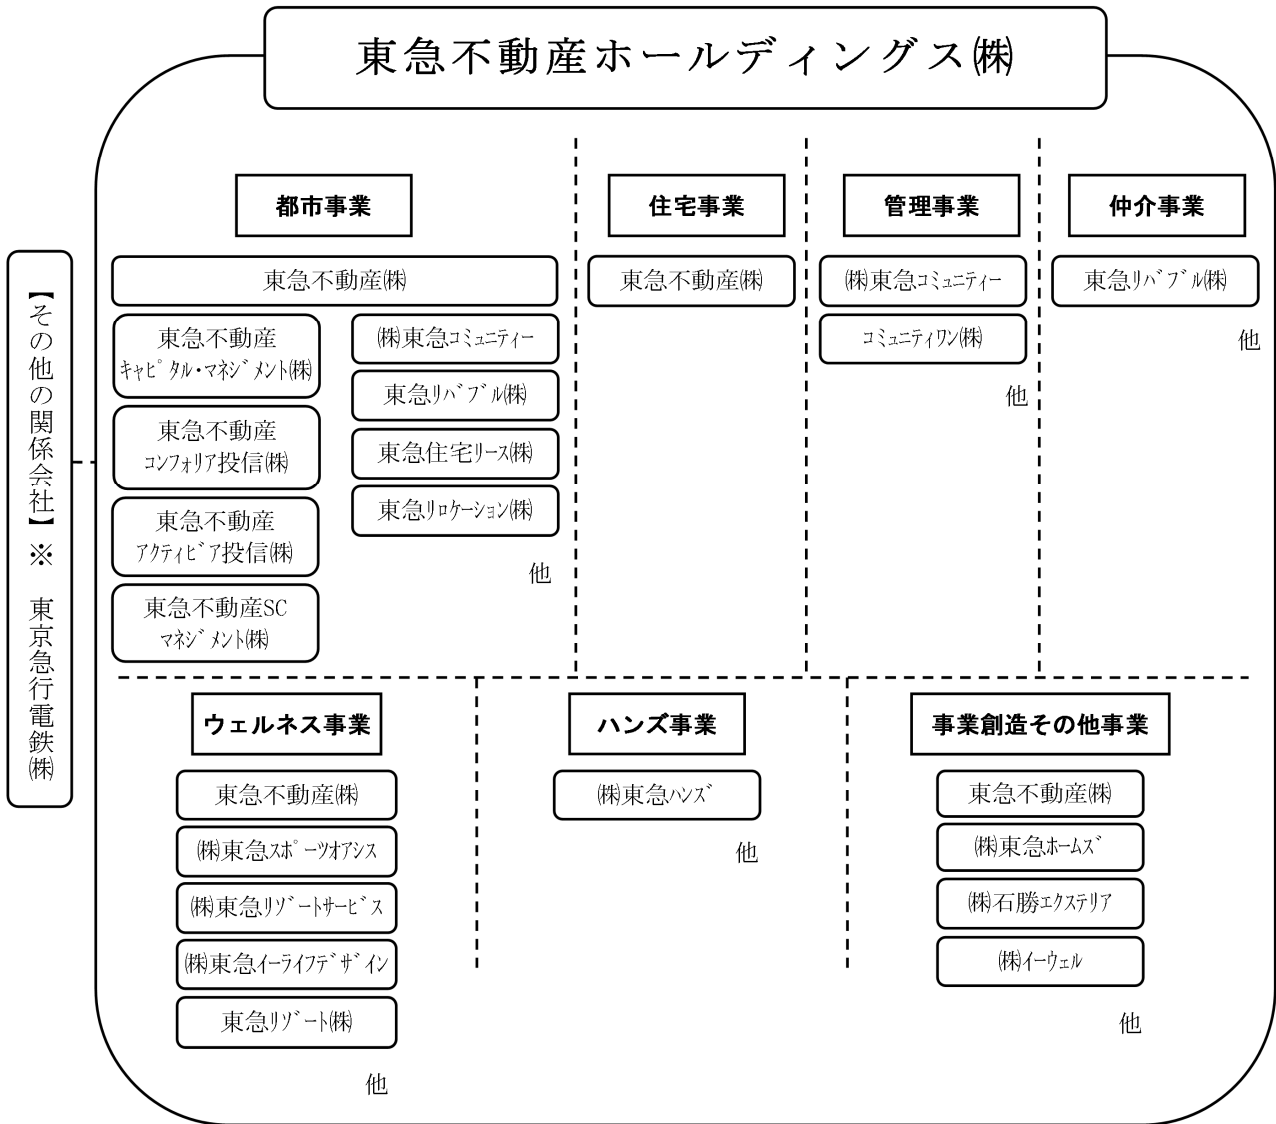 東急不動産ホールディングス㈱
【その他の関係会社】※　東京急行電鉄㈱
都市事業
東急不動産㈱
東急不動産
ｷｬﾋﾟﾀﾙ・ﾏﾈｼﾞﾒﾝﾄ㈱
東急不動産
ｺﾝﾌｫﾘｱ投信㈱
東急不動産
ｱｸﾃｨﾋﾞｱ投信㈱
東急不動産SC
ﾏﾈｼﾞﾒﾝﾄ㈱
㈱東急ｺﾐｭﾆﾃｨｰ
東急ﾘﾊﾞﾌﾞﾙ㈱
東急住宅ﾘｰｽ㈱
東急ﾘﾛｹｰｼｮﾝ㈱
他
住宅事業
東急不動産㈱
管理事業
㈱東急ｺﾐｭﾆﾃｨｰ
ｺﾐｭﾆﾃｨﾜﾝ㈱
他
仲介事業
東急ﾘﾊﾞﾌﾞﾙ㈱
他
ウェルネス事業
東急不動産㈱
㈱東急ｽﾎﾟｰﾂｵｱｼｽ
㈱東急ﾘｿﾞｰﾄｻｰﾋﾞｽ
㈱東急ｲｰﾗｲﾌﾃﾞｻﾞｲﾝ
東急ﾘｿﾞｰﾄ㈱
他
ハンズ事業
㈱東急ﾊﾝｽﾞ
他
事業創造その他事業
東急不動産㈱
㈱東急ﾎｰﾑｽﾞ
㈱石勝ｴｸｽﾃﾘｱ
㈱ｲｰｳｪﾙ
他